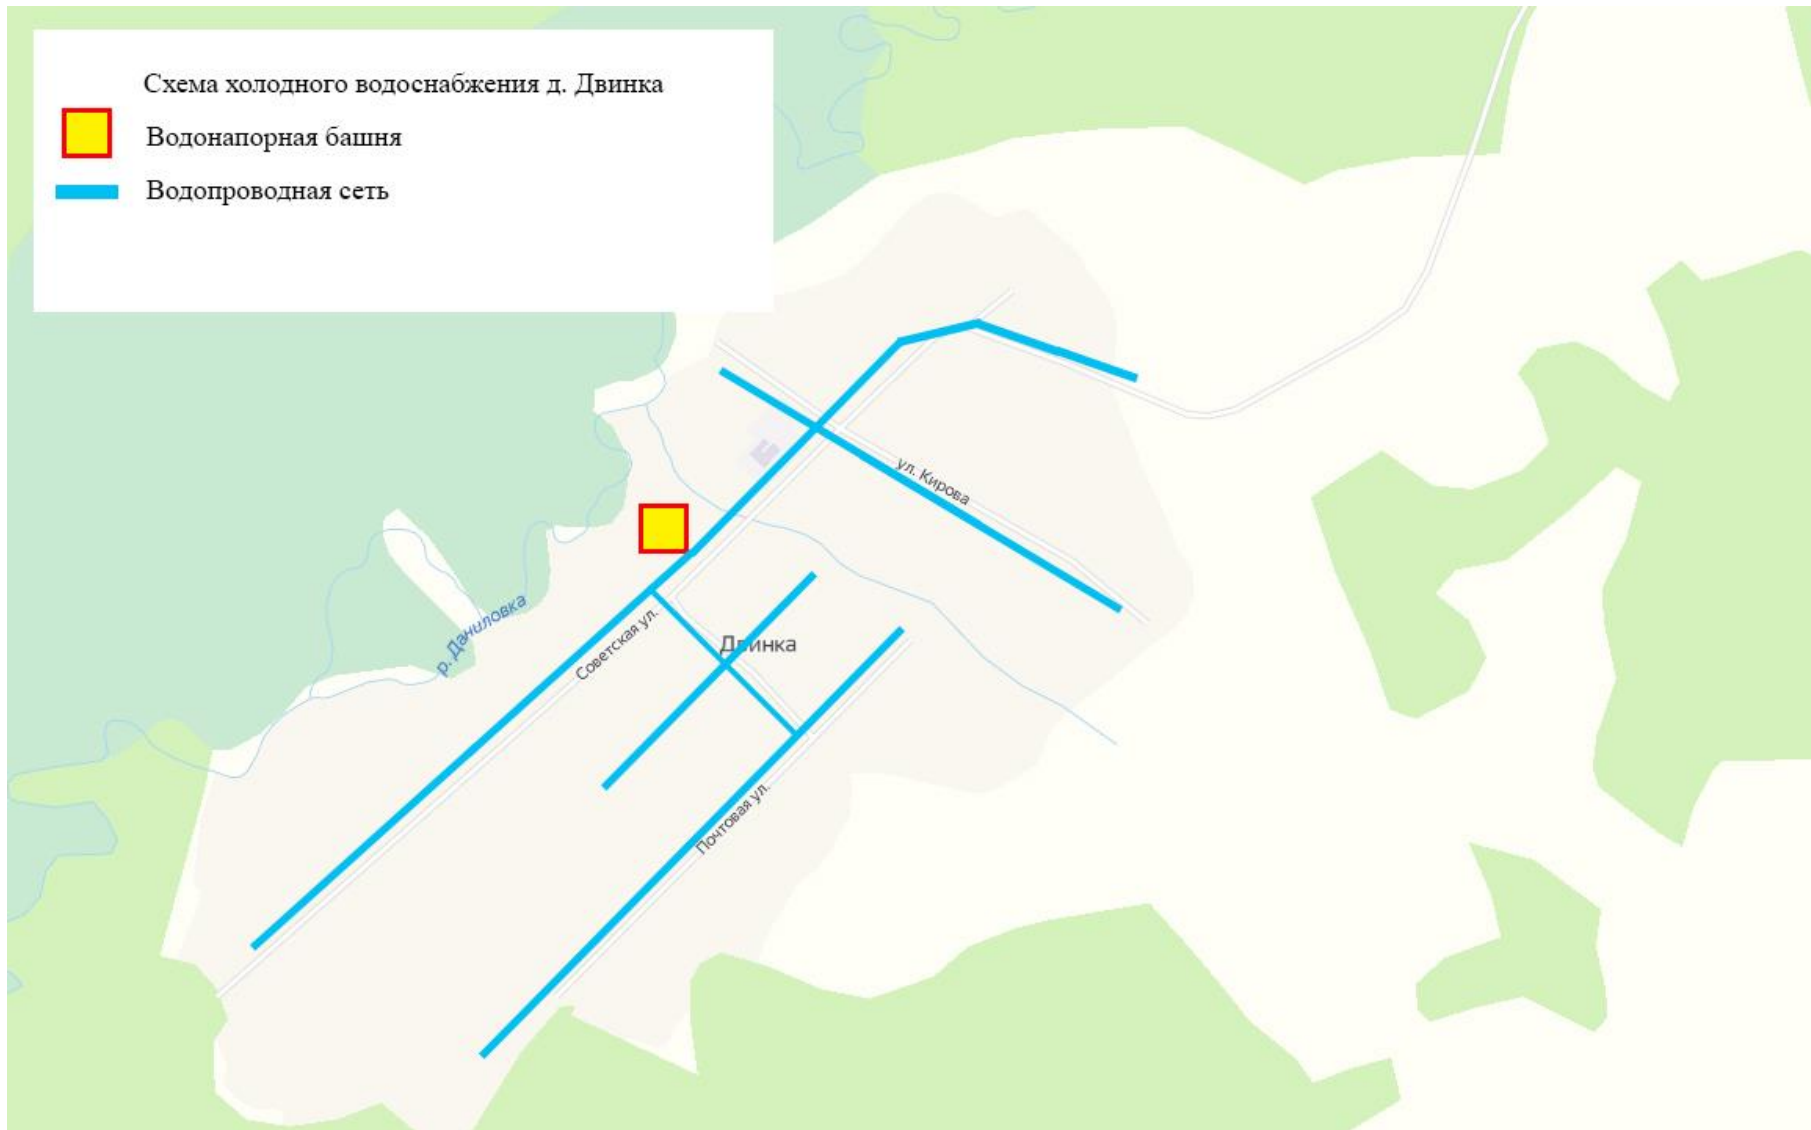 Схема холодного водоснабжения д. Двинка
Водонапорная башня
Водопроводная сеть
ул. Кирова
р. Даниловка
Советская ул.
Двинка
Почтовая ул.